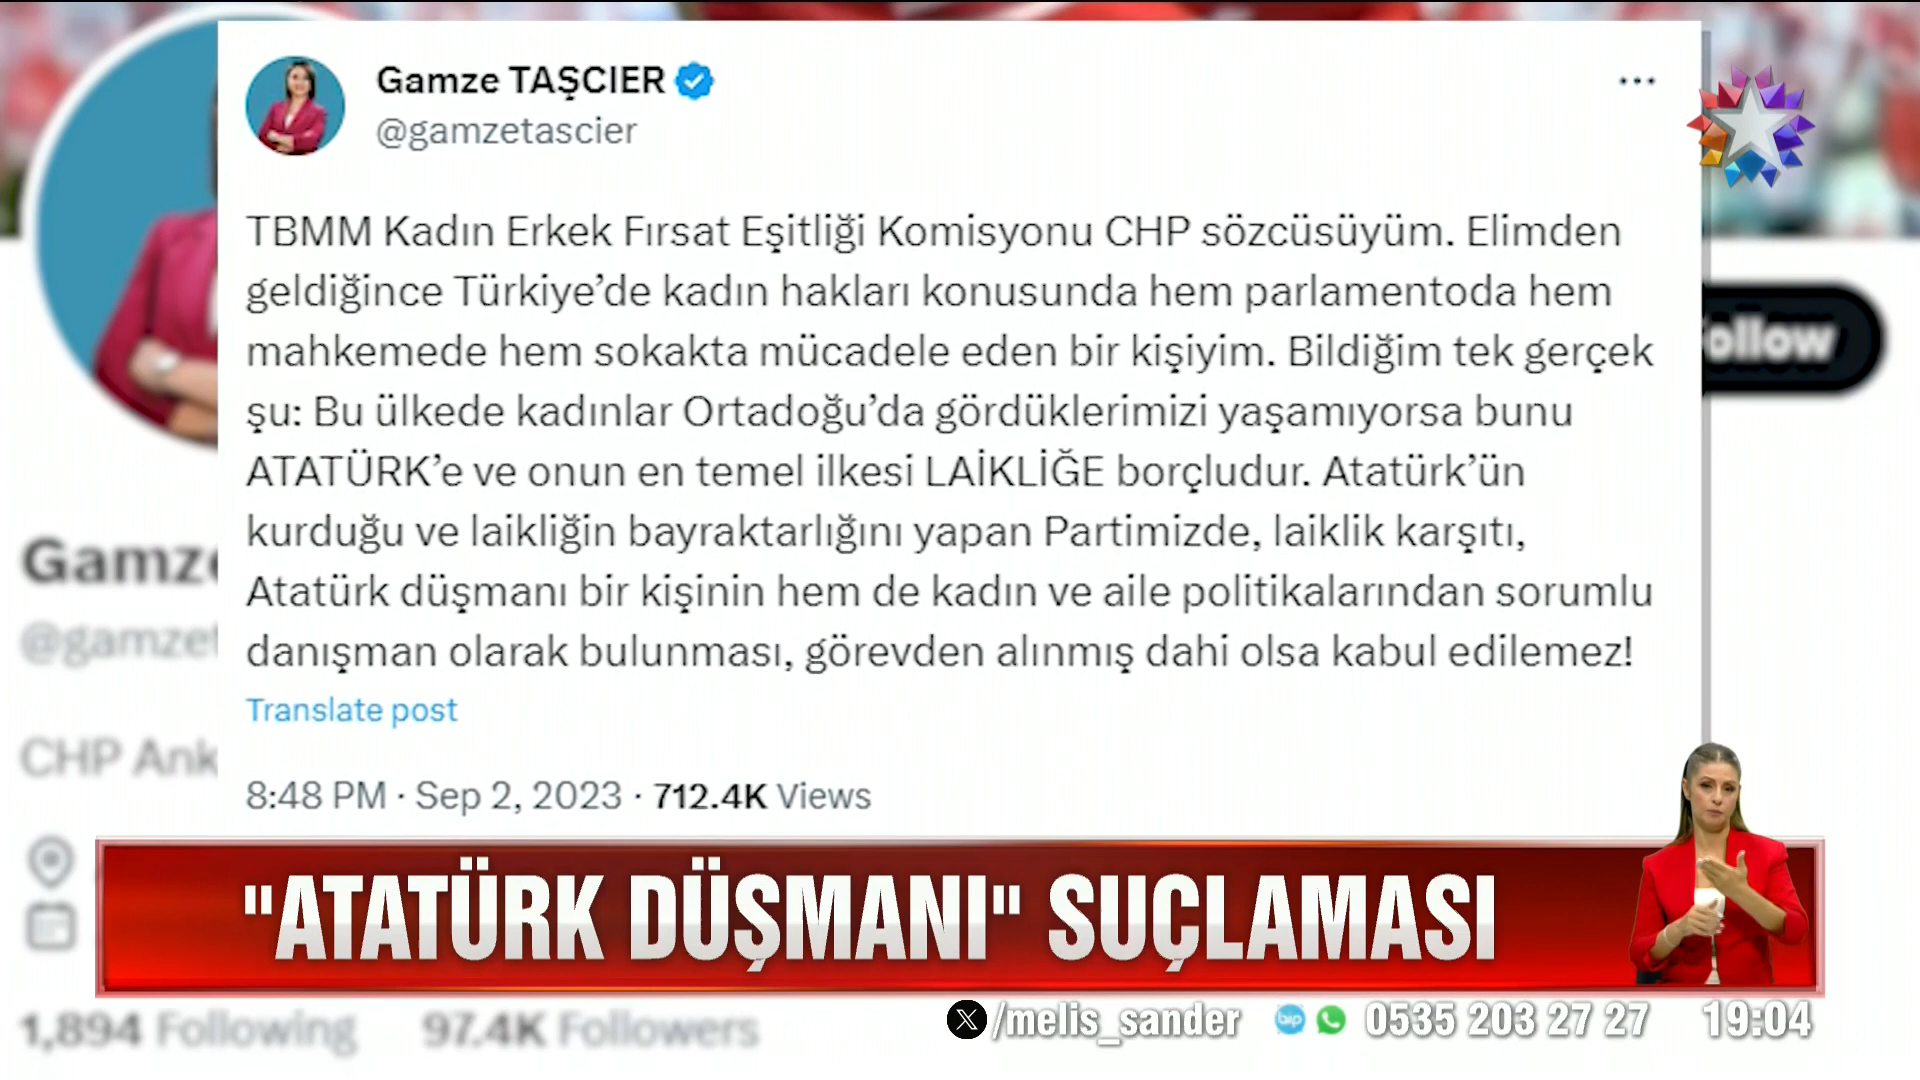 Gamze TAŞCIER
@gamzetascier
TBMM Kadın Erkek Fırsat Eşitliği Komisyonu CHP sözcüsüyüm. Elimden
geldiğince Türkiye’de kadın hakları konusunda hem parlamentoda hem
mahkemede hem sokakta mücadele eden bir kişiyim. Bildiğim tek gerçek
şu: Bu ülkede kadınlar Ortadoğu’da gördüklerimizi yaşamıyorsa bunu
ATATÜRK’e ve onun en temel ilkesi LAİKLİĞE borçludur. Atatürk’ün
kurduğu ve laikliğin bayraktarlığını yapan Partimizde, laiklik karşıtı,
Atatürk düşmanı bir kişinin hem de kadın ve aile politikalarından sorumlu
danışman olarak bulunması, görevden alınmış dahi olsa kabul edilemez!
Translate post
8:48 PM · Sep 2, 2023 · 712.4K Views
ollow
Gamze
@gamzet
CHP Ank
"ATATÜRK DÜŞMANI" SUÇLAMASI
1,894 Following 97.4K Followers
X /melis_sander bip 0535 203 27 27 19:04